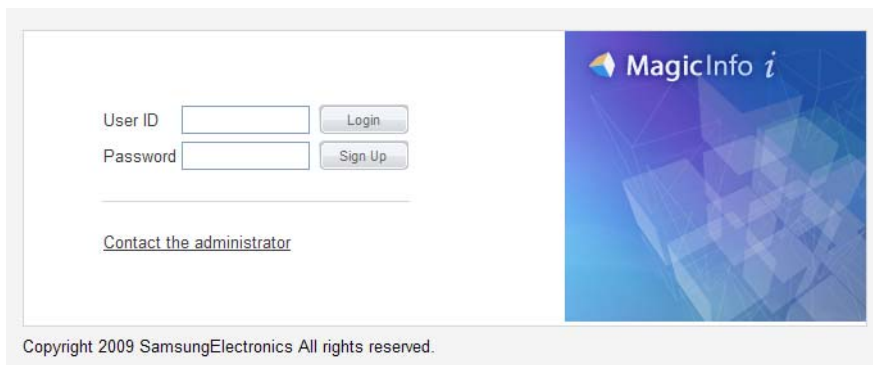 MagicInfo i
User ID
Login
Password
Sign Up
Contact the administrator
Copyright 2009 SamsungElectronics All rights reserved.